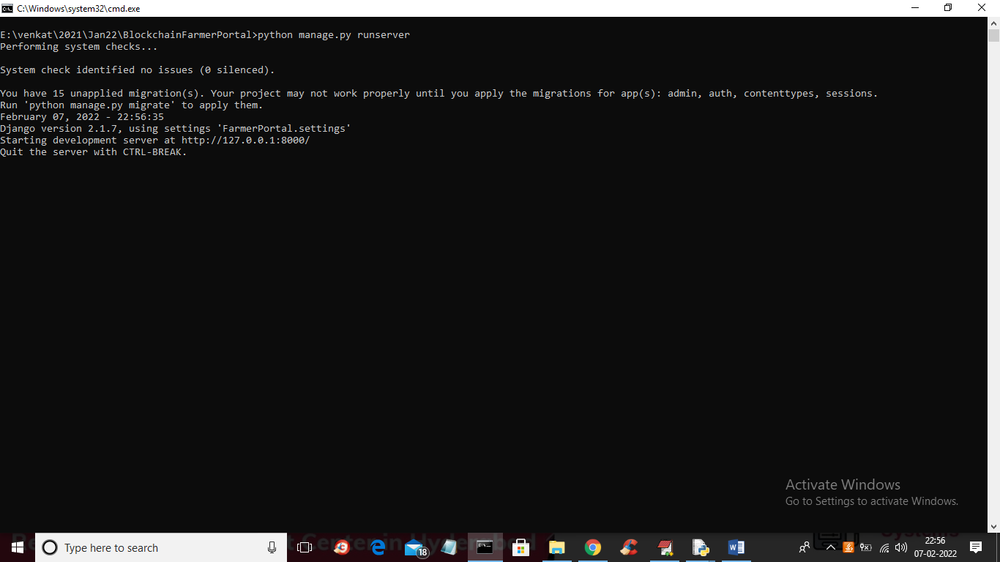 C:\Windows\system32\cmd.exe
E:\venkat\2021\Jan22\BlockchainFarmerPortal>python manage.py runserver
Performing system checks...
System check identified no issues (0 silenced).
You have 15 unapplied migration(s). Your project may not work properly until you apply the migrations for app(s): admin, auth, contenttypes, sessions.
Run 'python manage.py migrate' to apply them.
February 07, 2022 - 22:56:35
Django version 2.1.7, using settings 'FarmerPortal.settings'
Starting development server at http://127.0.0.1:8000/
Quit the server with CTRL-BREAK.
Activate Windows
Go to Settings to activate Windows.
Type here to search
18
22:56
07-02-2022